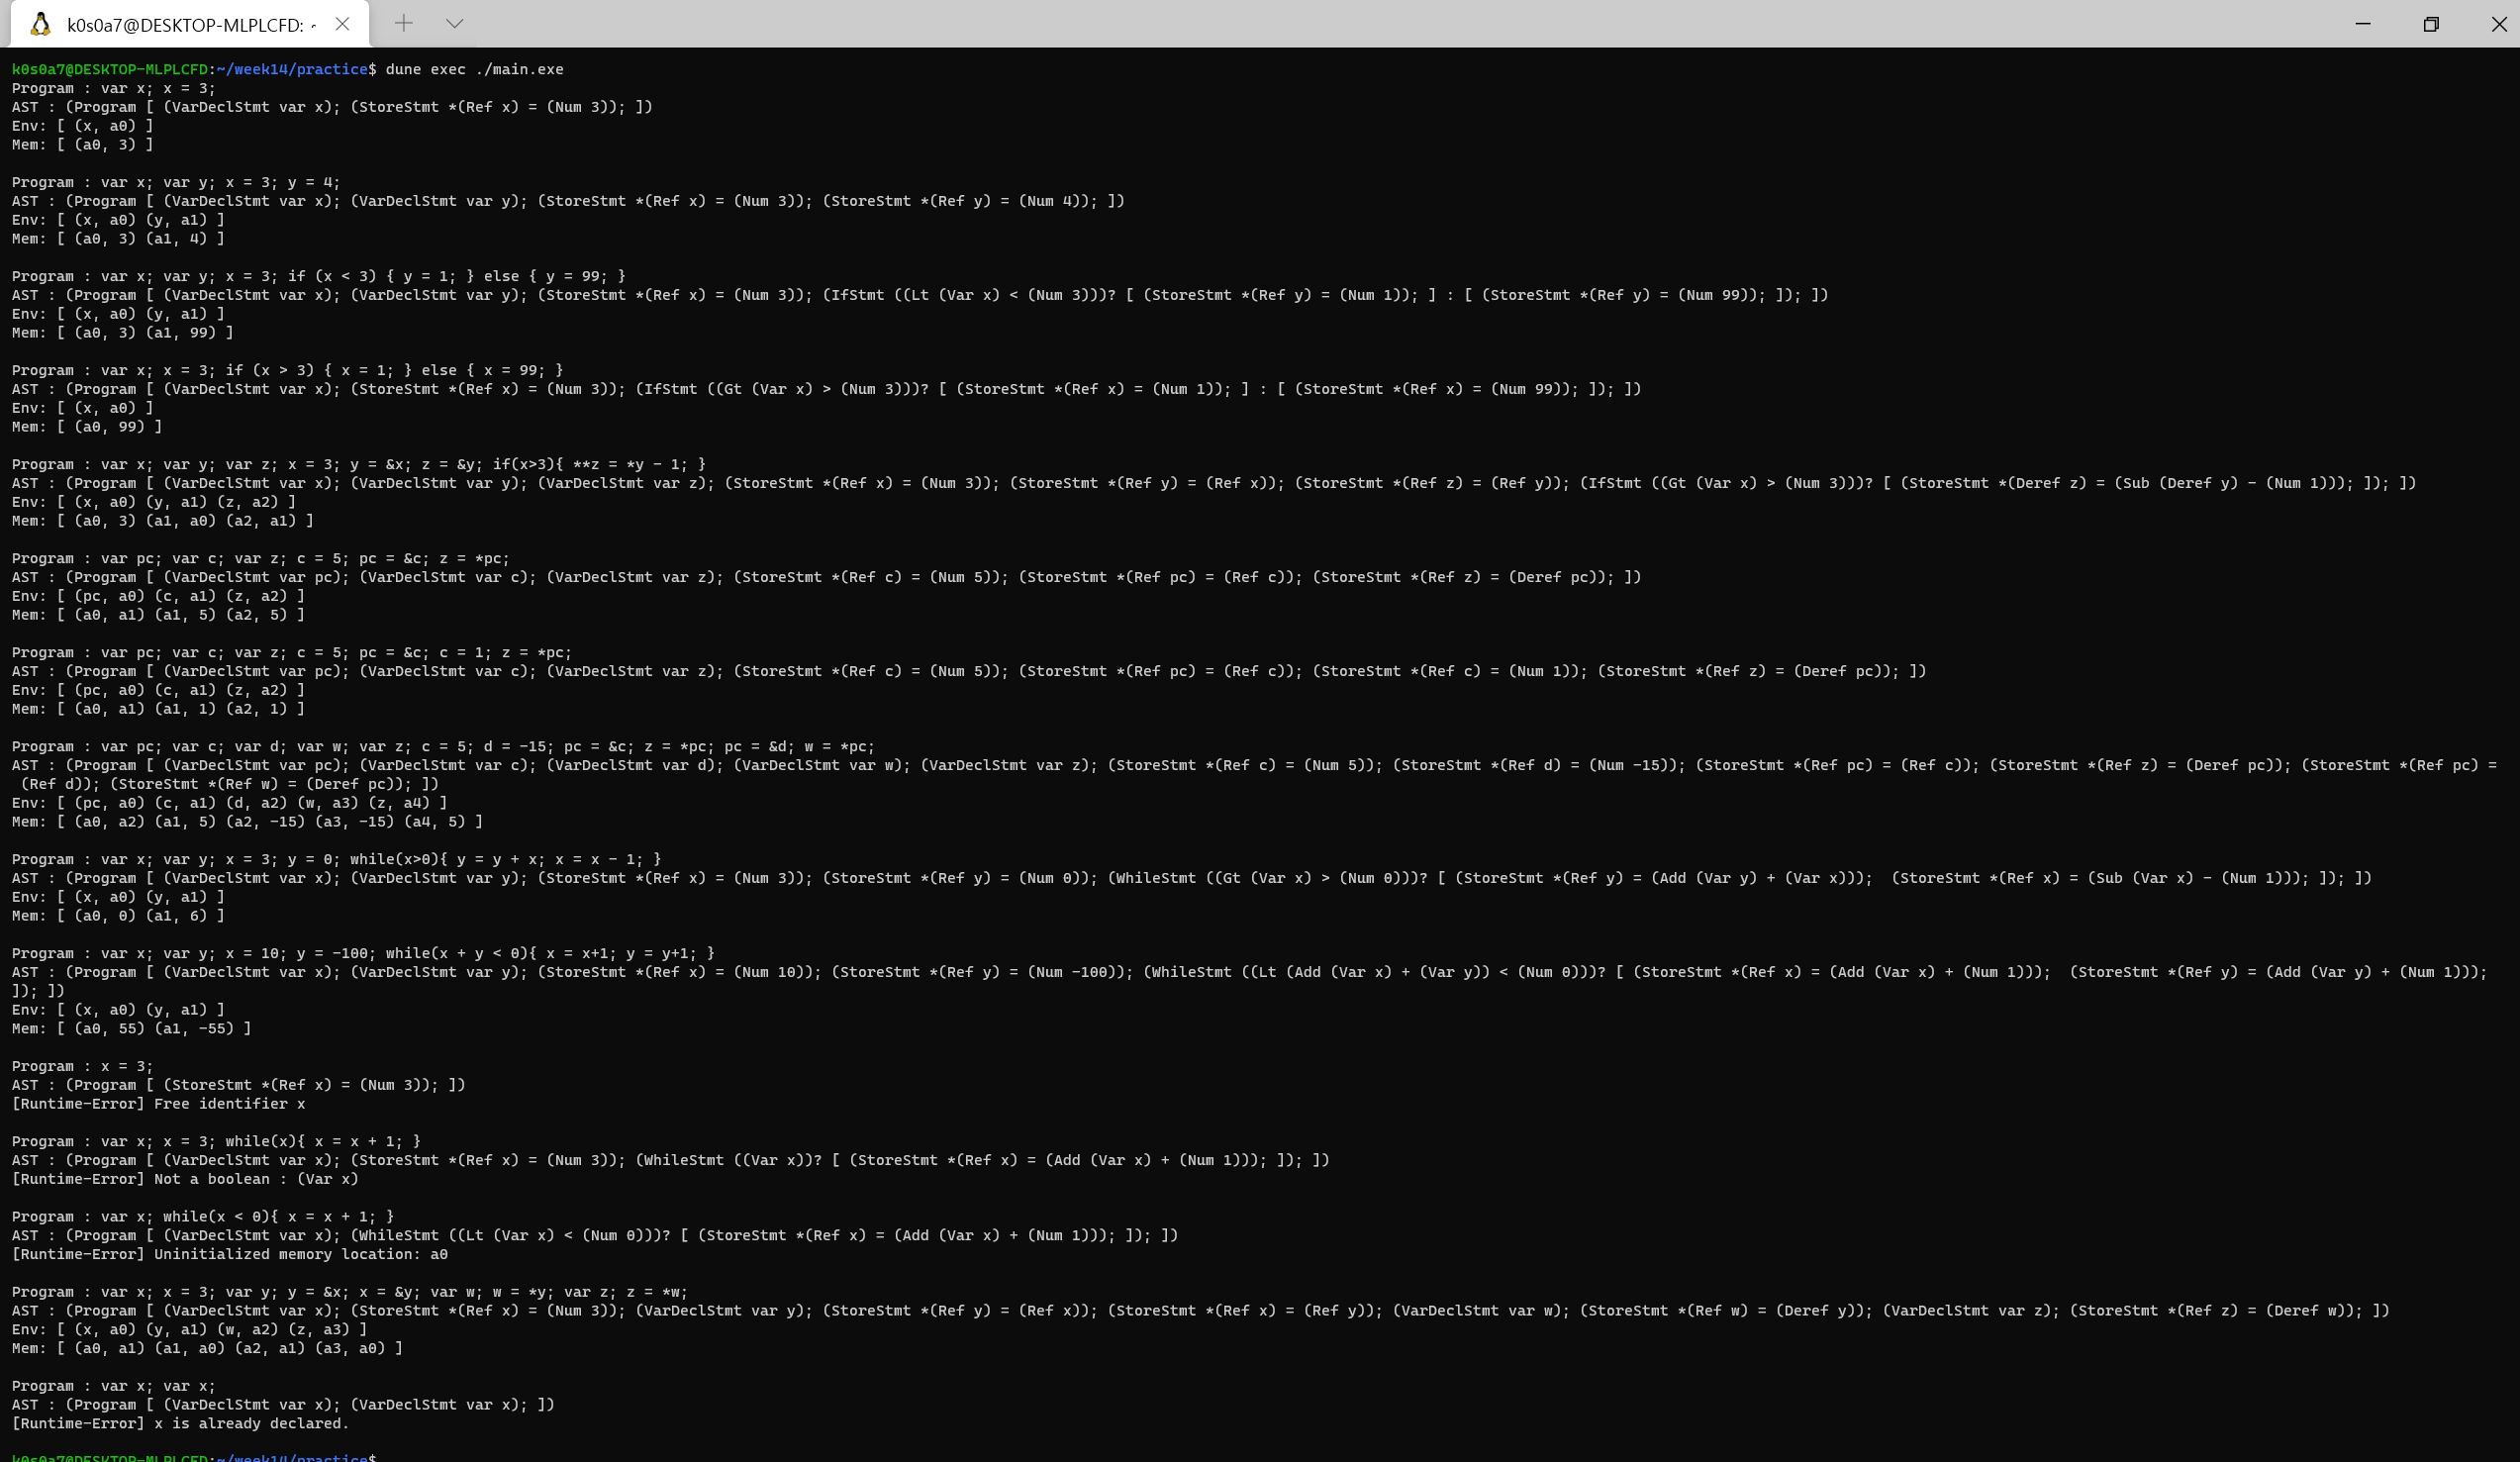 k0s0a7@DESKTOP-MLPLCFD: ~
k0s0a7@DESKTOP-MLPLCFD:~/week14/practice$ dune exec ./main.exe
Program : var x; x = 3;
AST : (Program [ (VarDeclStmt var x); (StoreStmt *(Ref x) = (Num 3)); ])
Env: [ (x, a0) ]
Mem: [ (a0, 3) ]

Program : var x; var y; x = 3; y = 4;
AST : (Program [ (VarDeclStmt var x); (VarDeclStmt var y); (StoreStmt *(Ref x) = (Num 3)); (StoreStmt *(Ref y) = (Num 4)); ])
Env: [ (x, a0) (y, a1) ]
Mem: [ (a0, 3) (a1, 4) ]

Program : var x; var y; x = 3; if (x < 3) { y = 1; } else { y = 99; }
AST : (Program [ (VarDeclStmt var x); (VarDeclStmt var y); (StoreStmt *(Ref x) = (Num 3)); (IfStmt ((Lt (Var x) < (Num 3)))? [ (StoreStmt *(Ref y) = (Num 1)); ] : [ (StoreStmt *(Ref y) = (Num 99)); ]); ])
Env: [ (x, a0) (y, a1) ]
Mem: [ (a0, 3) (a1, 99) ]

Program : var x; x = 3; if (x > 3) { x = 1; } else { x = 99; }
AST : (Program [ (VarDeclStmt var x); (StoreStmt *(Ref x) = (Num 3)); (IfStmt ((Gt (Var x) > (Num 3)))? [ (StoreStmt *(Ref x) = (Num 1)); ] : [ (StoreStmt *(Ref x) = (Num 99)); ]); ])
Env: [ (x, a0) ]
Mem: [ (a0, 99) ]

Program : var x; var y; var z; x = 3; y = &x; z = &y; if(x>3){ **z = *y - 1; }
AST : (Program [ (VarDeclStmt var x); (VarDeclStmt var y); (VarDeclStmt var z); (StoreStmt *(Ref x) = (Num 3)); (StoreStmt *(Ref y) = (Ref x)); (StoreStmt *(Ref z) = (Ref y)); (IfStmt ((Gt (Var x) > (Num 3)))? [ (StoreStmt *(Deref z) = (Sub (Deref y) - (Num 1))); ]); ])
Env: [ (x, a0) (y, a1) (z, a2) ]
Mem: [ (a0, 3) (a1, a0) (a2, a1) ]

Program : var pc; var c; var z; c = 5; pc = &c; z = *pc;
AST : (Program [ (VarDeclStmt var pc); (VarDeclStmt var c); (VarDeclStmt var z); (StoreStmt *(Ref c) = (Num 5)); (StoreStmt *(Ref pc) = (Ref c)); (StoreStmt *(Ref z) = (Deref pc)); ])
Env: [ (pc, a0) (c, a1) (z, a2) ]
Mem: [ (a0, a1) (a1, 5) (a2, 5) ]

Program : var pc; var c; var z; c = 5; pc = &c; c = 1; z = *pc;
AST : (Program [ (VarDeclStmt var pc); (VarDeclStmt var c); (VarDeclStmt var z); (StoreStmt *(Ref c) = (Num 5)); (StoreStmt *(Ref pc) = (Ref c)); (StoreStmt *(Ref c) = (Num 1)); (StoreStmt *(Ref z) = (Deref pc)); ])
Env: [ (pc, a0) (c, a1) (z, a2) ]
Mem: [ (a0, a1) (a1, 1) (a2, 1) ]

Program : var pc; var c; var d; var w; var z; c = 5; d = -15; pc = &c; z = *pc; pc = &d; w = *pc;
AST : (Program [ (VarDeclStmt var pc); (VarDeclStmt var c); (VarDeclStmt var d); (VarDeclStmt var w); (VarDeclStmt var z); (StoreStmt *(Ref c) = (Num 5)); (StoreStmt *(Ref d) = (Num -15)); (StoreStmt *(Ref pc) = (Ref c)); (StoreStmt *(Ref z) = (Deref pc)); (StoreStmt *(Ref pc) =
 (Ref d)); (StoreStmt *(Ref w) = (Deref pc)); ])
Env: [ (pc, a0) (c, a1) (d, a2) (w, a3) (z, a4) ]
Mem: [ (a0, a2) (a1, 5) (a2, -15) (a3, -15) (a4, 5) ]

Program : var x; var y; x = 3; y = 0; while(x>0){ y = y + x; x = x - 1; }
AST : (Program [ (VarDeclStmt var x); (VarDeclStmt var y); (StoreStmt *(Ref x) = (Num 3)); (StoreStmt *(Ref y) = (Num 0)); (WhileStmt ((Gt (Var x) > (Num 0)))? [ (StoreStmt *(Ref y) = (Add (Var y) + (Var x)));  (StoreStmt *(Ref x) = (Sub (Var x) - (Num 1))); ]); ])
Env: [ (x, a0) (y, a1) ]
Mem: [ (a0, 0) (a1, 6) ]

Program : var x; var y; x = 10; y = -100; while(x + y < 0){ x = x+1; y = y+1; }
AST : (Program [ (VarDeclStmt var x); (VarDeclStmt var y); (StoreStmt *(Ref x) = (Num 10)); (StoreStmt *(Ref y) = (Num -100)); (WhileStmt ((Lt (Add (Var x) + (Var y)) < (Num 0)))? [ (StoreStmt *(Ref x) = (Add (Var x) + (Num 1)));  (StoreStmt *(Ref y) = (Add (Var y) + (Num 1)));
]); ])
Env: [ (x, a0) (y, a1) ]
Mem: [ (a0, 55) (a1, -55) ]

Program : x = 3;
AST : (Program [ (StoreStmt *(Ref x) = (Num 3)); ])
[Runtime-Error] Free identifier x

Program : var x; x = 3; while(x){ x = x + 1; }
AST : (Program [ (VarDeclStmt var x); (StoreStmt *(Ref x) = (Num 3)); (WhileStmt ((Var x))? [ (StoreStmt *(Ref x) = (Add (Var x) + (Num 1))); ]); ])
[Runtime-Error] Not a boolean : (Var x)

Program : var x; while(x < 0){ x = x + 1; }
AST : (Program [ (VarDeclStmt var x); (WhileStmt ((Lt (Var x) < (Num 0)))? [ (StoreStmt *(Ref x) = (Add (Var x) + (Num 1))); ]); ])
[Runtime-Error] Uninitialized memory location: a0

Program : var x; x = 3; var y; y = &x; x = &y; var w; w = *y; var z; z = *w;
AST : (Program [ (VarDeclStmt var x); (StoreStmt *(Ref x) = (Num 3)); (VarDeclStmt var y); (StoreStmt *(Ref y) = (Ref x)); (StoreStmt *(Ref x) = (Ref y)); (VarDeclStmt var w); (StoreStmt *(Ref w) = (Deref y)); (VarDeclStmt var z); (StoreStmt *(Ref z) = (Deref w)); ])
Env: [ (x, a0) (y, a1) (w, a2) (z, a3) ]
Mem: [ (a0, a1) (a1, a0) (a2, a1) (a3, a0) ]

Program : var x; var x;
AST : (Program [ (VarDeclStmt var x); (VarDeclStmt var x); ])
[Runtime-Error] x is already declared.

k0s0a7@DESKTOP-MLPLCFD:~/week14/practice$